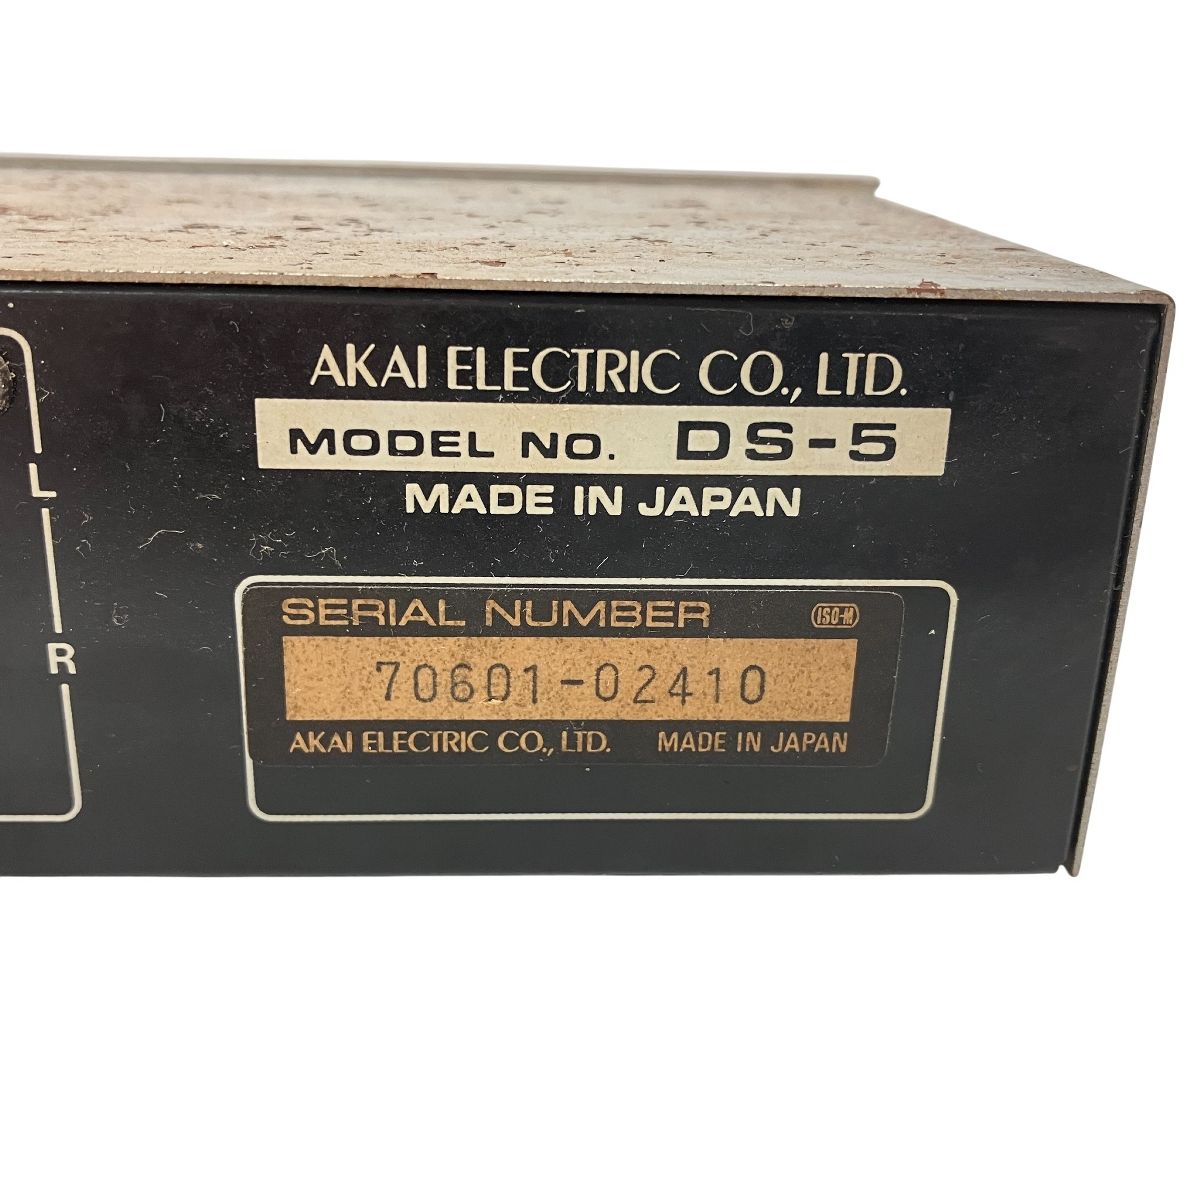 AKAI ELECTRIC CO., LTD.
MODEL NO. DS-5
MADE IN JAPAN
L
R
SERIAL NUMBER ISO-M
70601-02410
AKAI ELECTRIC CO., LTD. MADE IN JAPAN